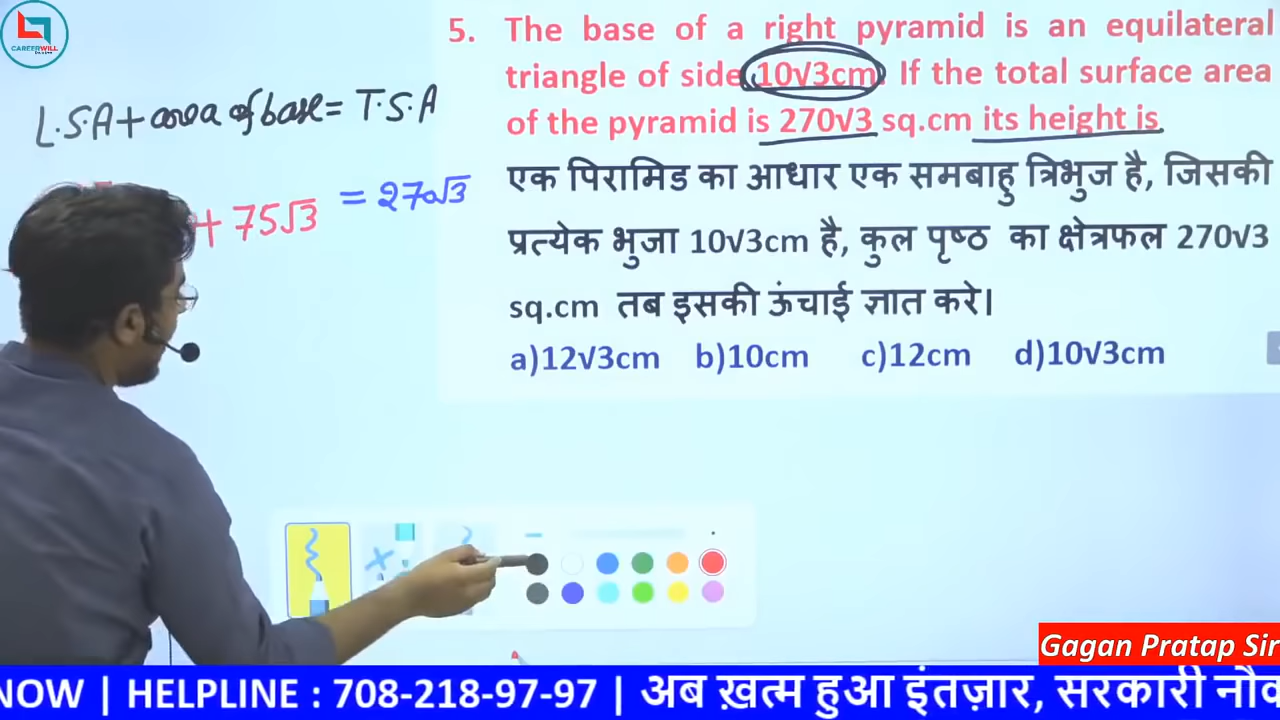 CAREERWILL
5. The base of a right pyramid is an equilateral
triangle of side 10√3cm. If the total surface area
of the pyramid is 270√3 sq.cm its height is
एक पिरामिड का आधार एक समबाहु त्रिभुज है, जिसकी
प्रत्येक भुजा 10√3cm है, कुल पृष्ठ का क्षेत्रफल 270√3
sq.cm तब इसकी ऊंचाई ज्ञात करे।
a)12√3cm b)10cm c)12cm d)10√3cm
L.S.A + area of base = T.S.A
+ 75√3 = 270√3
Gagan Pratap Sir
NOW | HELPLINE : 708-218-97-97 | अब ख़त्म हुआ इंतज़ार, सरकारी